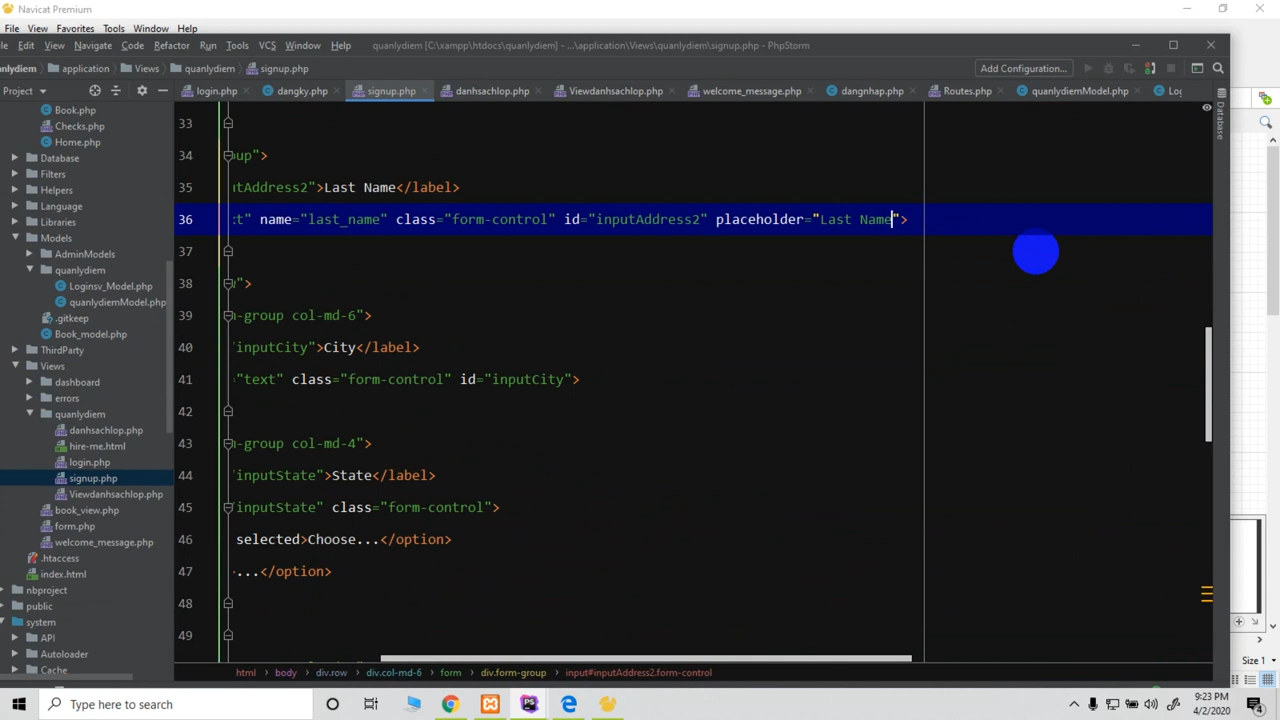 Navicat Premium
File View Favorites Tools Window Help
Edit View Navigate Code Refactor Run Tools VCS Window Help quanlydiem [C:\xampp\htdocs\quanlydiem] - ...\application\Views\quanlydiem\signup.php - PhpStorm
application Views quanlydiem signup.php Add Configuration...
Project login.php dangky.php signup.php danhsachlop.php Viewdanhsachlop.php welcome_message.php dangnhap.php Routes.php quanlydiemModel.php Lo
Book.php
Checks.php
Home.php
Database
Filters
Helpers
Language
Libraries
Models
AdminModels
quanlydiem
Loginsv_Model.php
quanlydiemModel.php
.gitkeep
Book_model.php
ThirdParty
Views
dashboard
errors
quanlydiem
danhsachlop.php
hire-me.html
login.php
signup.php
Viewdanhsachlop.php
book_view.php
form.php
welcome_message.php
.htaccess
index.html
nbproject
public
system
API
Autoloader
Cache
33
34 oup">
35 utAddress2">Last Name</label>
36 :t" name="last_name" class="form-control" id="inputAddress2" placeholder="Last Name">
37
38 ">
39 -group col-md-6">
40 "inputCity">City</label>
41 ="text" class="form-control" id="inputCity">
42
43 -group col-md-4">
44 "inputState">State</label>
45 "inputState" class="form-control">
46 selected>Choose...</option>
47 ...</option>
48
49
Database
html body div.row div.col-md-6 form div.form-group input#inputAddress2.form-control
Size 1
Type here to search
9:23 PM
4/2/2020
4